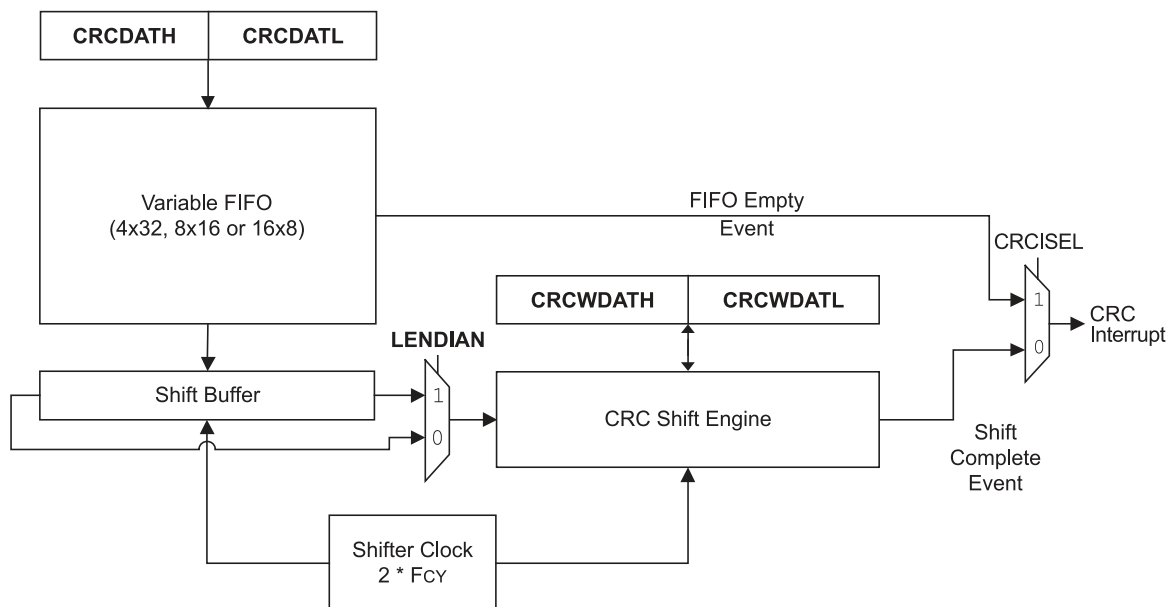 CRCDATH CRCDATL
Variable FIFO
(4x32, 8x16 or 16x8)
FIFO Empty
Event
CRCISEL
1
0
CRC
Interrupt
CRCWDATH CRCWDATL
LENDIAN
1
0
Shift Buffer
CRC Shift Engine
Shift
Complete
Event
Shifter Clock
2 * FCY